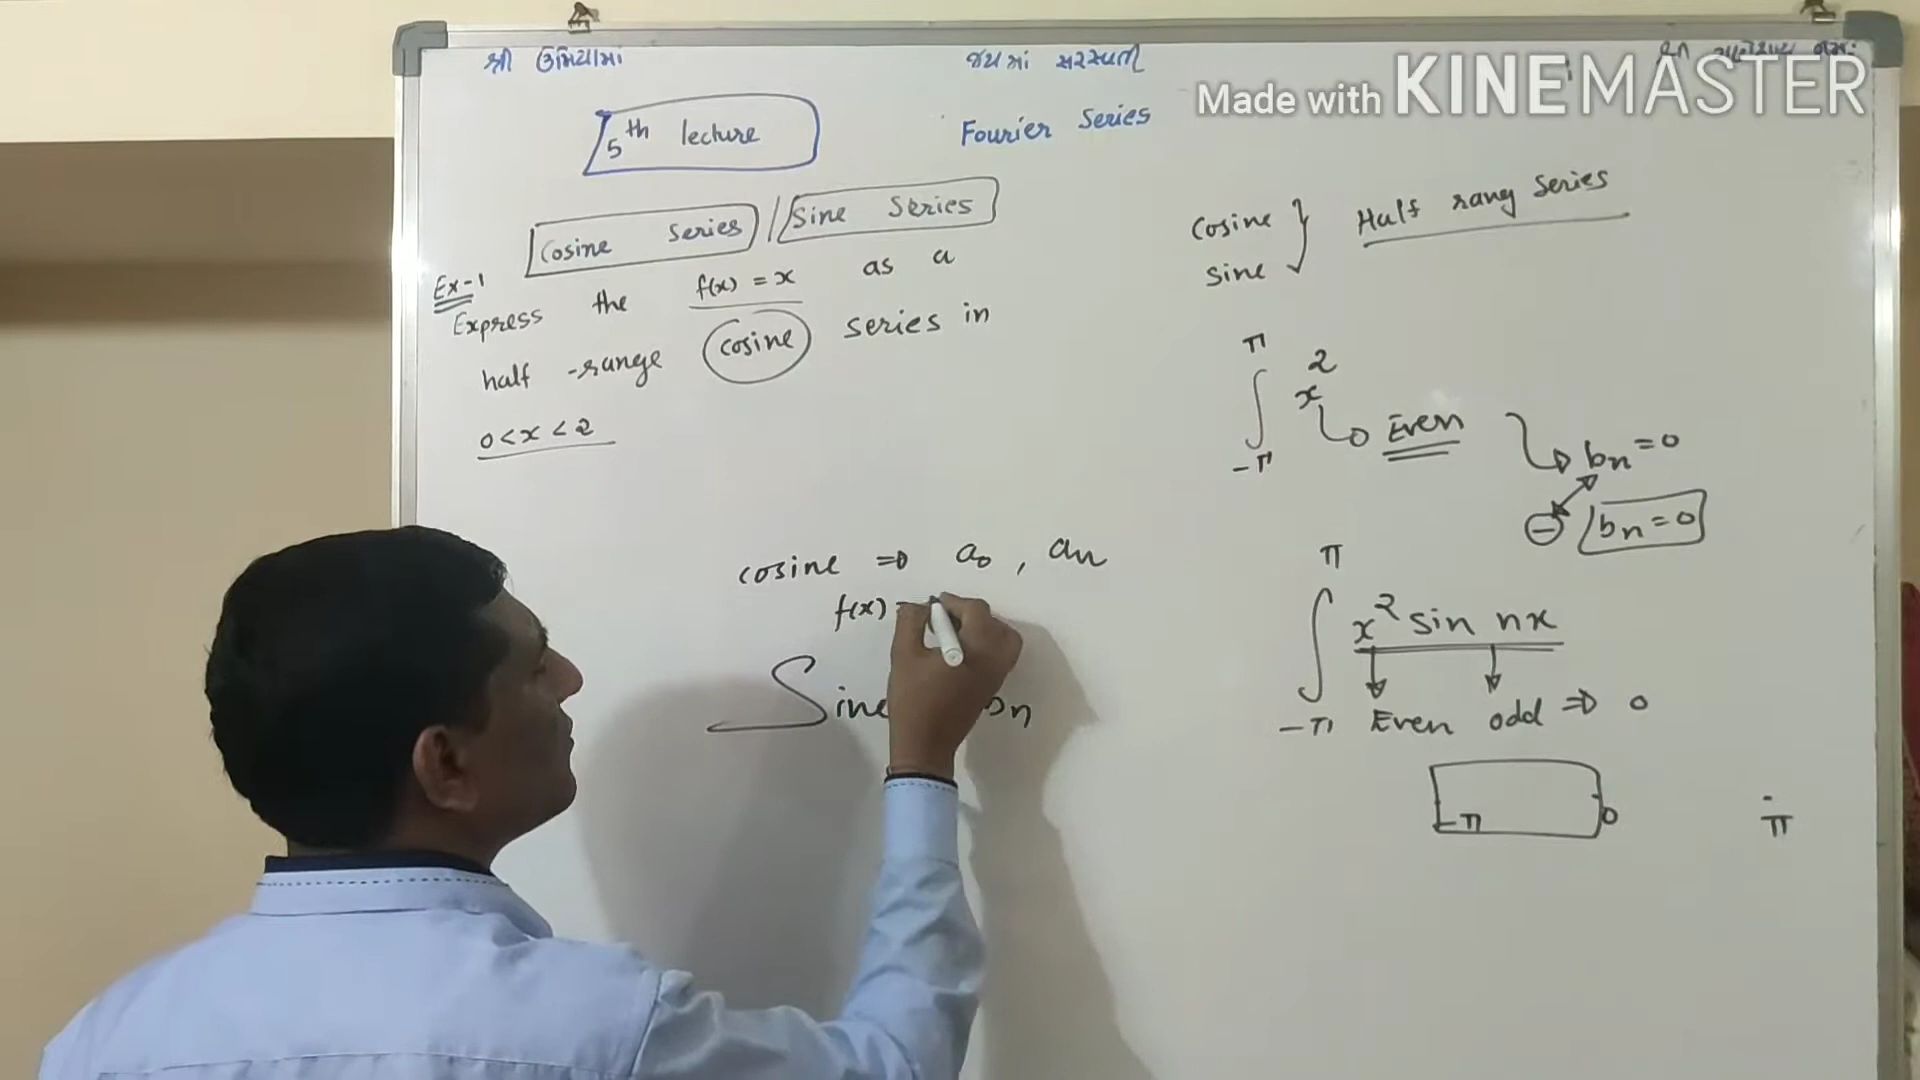 શ્રી ઉમિયામાં
જય માં સરસ્વતી
Made with KINEMASTER
5th lecture
Fourier Series
Cosine Series / Sine Series
Ex-1
Express the f(x) = x as a
half-range cosine series in
0 < x < 2
Cosine
Sine
Half rang Series
π
∫ x²
-π
Even
bn = 0
bn = 0
cosine ⇒ a₀, an
f(x) =
Sine
bn
π
∫ x² sin nx
-π Even odd ⇒ 0
-π 0 π